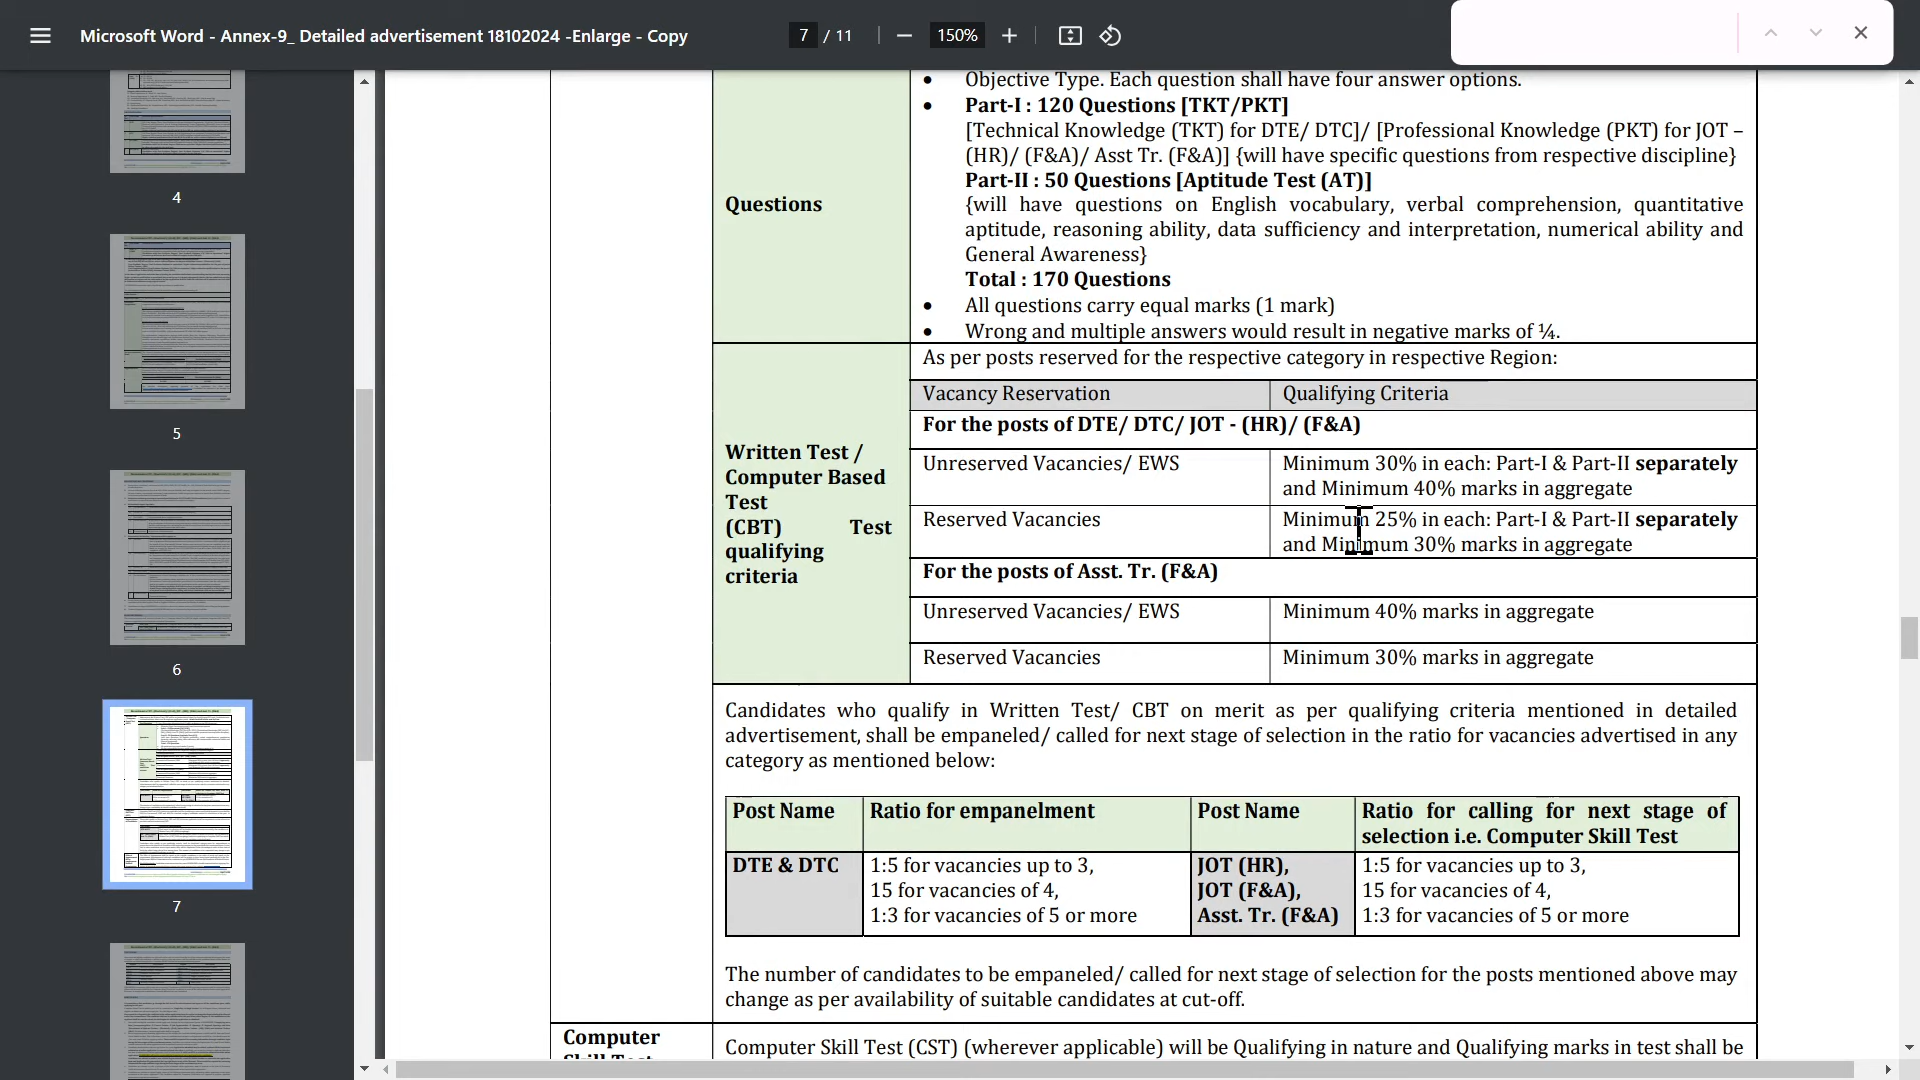 Microsoft Word - Annex-9_ Detailed advertisement 18102024 -Enlarge - Copy
7 / 11
150%
4
5
6
7
Questions
• Objective Type. Each question shall have four answer options.
• Part-I : 120 Questions [TKT/PKT]
[Technical Knowledge (TKT) for DTE/ DTC]/ [Professional Knowledge (PKT) for JOT –
(HR)/ (F&A)/ Asst Tr. (F&A)] {will have specific questions from respective discipline}
Part-II : 50 Questions [Aptitude Test (AT)]
{will have questions on English vocabulary, verbal comprehension, quantitative
aptitude, reasoning ability, data sufficiency and interpretation, numerical ability and
General Awareness}
Total : 170 Questions
• All questions carry equal marks (1 mark)
• Wrong and multiple answers would result in negative marks of ¼.
Written Test /
Computer Based
Test
(CBT) Test
qualifying
criteria
As per posts reserved for the respective category in respective Region:
Vacancy Reservation Qualifying Criteria
For the posts of DTE/ DTC/ JOT - (HR)/ (F&A)
Unreserved Vacancies/ EWS Minimum 30% in each: Part-I & Part-II separately
and Minimum 40% marks in aggregate
Reserved Vacancies Minimum 25% in each: Part-I & Part-II separately
and Minimum 30% marks in aggregate
For the posts of Asst. Tr. (F&A)
Unreserved Vacancies/ EWS Minimum 40% marks in aggregate
Reserved Vacancies Minimum 30% marks in aggregate
Candidates who qualify in Written Test/ CBT on merit as per qualifying criteria mentioned in detailed
advertisement, shall be empaneled/ called for next stage of selection in the ratio for vacancies advertised in any
category as mentioned below:
Post Name Ratio for empanelment Post Name Ratio for calling for next stage of
selection i.e. Computer Skill Test
DTE & DTC 1:5 for vacancies up to 3, JOT (HR), 1:5 for vacancies up to 3,
15 for vacancies of 4, JOT (F&A), 15 for vacancies of 4,
1:3 for vacancies of 5 or more Asst. Tr. (F&A) 1:3 for vacancies of 5 or more
The number of candidates to be empaneled/ called for next stage of selection for the posts mentioned above may
change as per availability of suitable candidates at cut-off.
Computer
Skill Test
Computer Skill Test (CST) (wherever applicable) will be Qualifying in nature and Qualifying marks in test shall be